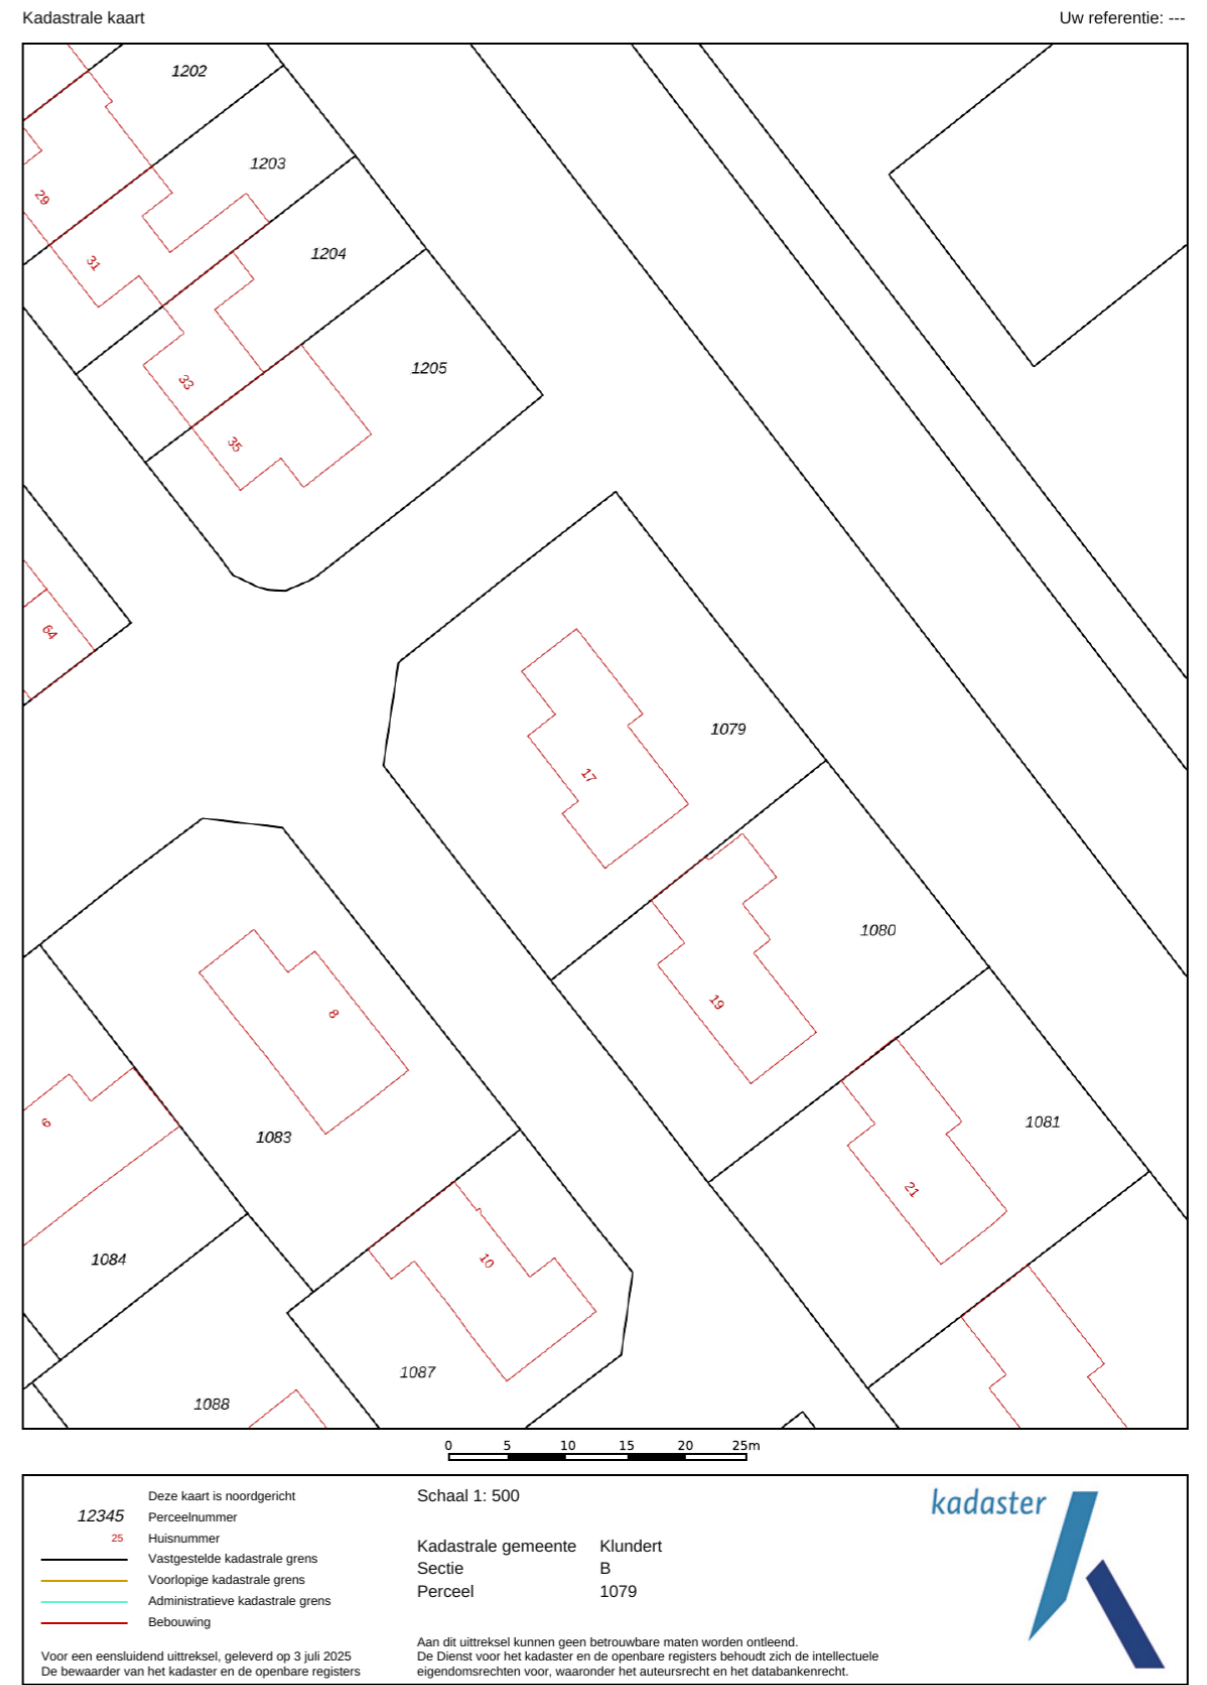 Kadastrale kaart
Uw referentie: ---
1202
1203
29
31
1204
1205
33
35
64
1079
17
1080
19
8
6
1083
1081
21
1084
10
1087
1088
0 5 10 15 20 25m
Deze kaart is noordgericht
12345 Perceelnummer
25 Huisnummer
Vastgestelde kadastrale grens
Voorlopige kadastrale grens
Administratieve kadastrale grens
Bebouwing
Voor een eensluidend uittreksel, geleverd op 3 juli 2025
De bewaarder van het kadaster en de openbare registers
Schaal 1: 500
Kadastrale gemeente Klundert
Sectie B
Perceel 1079
Aan dit uittreksel kunnen geen betrouwbare maten worden ontleend.
De Dienst voor het kadaster en de openbare registers behoudt zich de intellectuele
eigendomsrechten voor, waaronder het auteursrecht en het databankenrecht.
kadaster